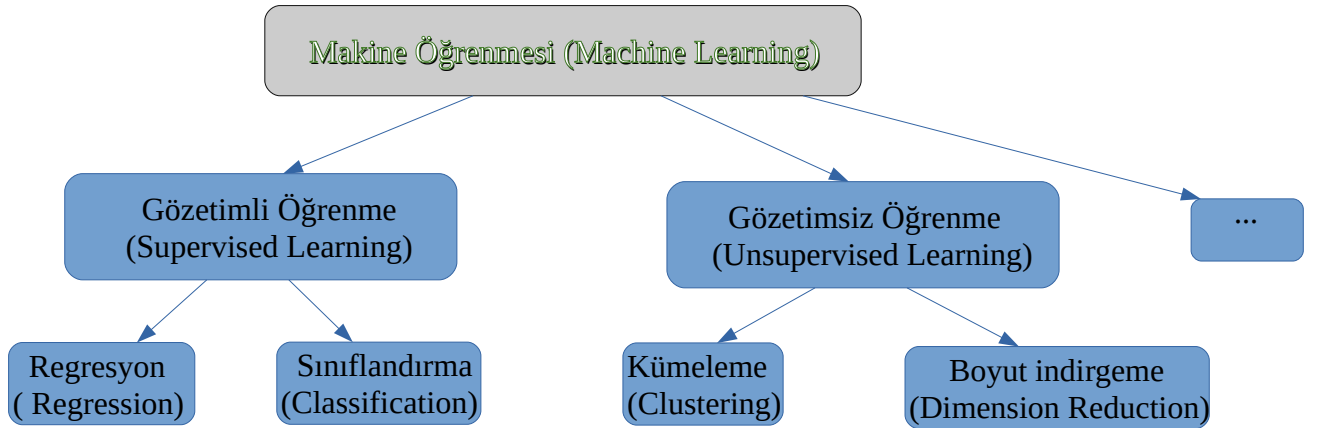 Makine Öğrenmesi (Machine Learning)
Gözetimli Öğrenme
(Supervised Learning)
Gözetimsiz Öğrenme
(Unsupervised Learning)
...
Regresyon
( Regression)
Sınıflandırma
(Classification)
Kümeleme
(Clustering)
Boyut indirgeme
(Dimension Reduction)